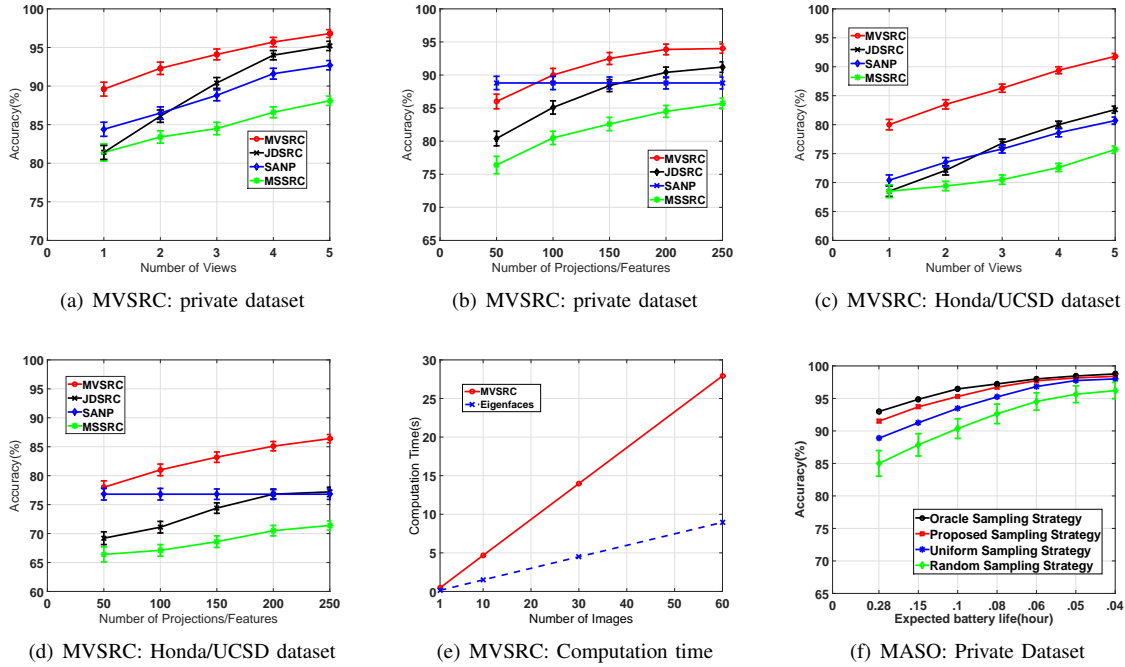 100
95
90
85
80
75
70
Accuracy(%)
0 1 2 3 4 5
Number of Views
MVSRC
JDSRC
SANP
MSSRC
(a) MVSRC: private dataset
100
95
90
85
80
75
70
65
Accuracy(%)
0 50 100 150 200 250
Number of Projections/Features
MVSRC
JDSRC
SANP
MSSRC
(b) MVSRC: private dataset
100
95
90
85
80
75
70
65
60
Accuracy(%)
0 1 2 3 4 5
Number of Views
MVSRC
JDSRC
SANP
MSSRC
(c) MVSRC: Honda/UCSD dataset
100
95
90
85
80
75
70
65
60
Accuracy(%)
0 50 100 150 200 250
Number of Projections/Features
MVSRC
JDSRC
SANP
MSSRC
(d) MVSRC: Honda/UCSD dataset
30
25
20
15
10
5
0
Computation Time(s)
1 10 20 30 40 50 60
Number of Images
MVSRC
Eigenfaces
(e) MVSRC: Computation time
100
95
90
85
80
75
70
65
Accuracy(%)
0 0.28 .15 .1 .08 .06 .05 .04
Expected battery life(hour)
Oracle Sampling Strategy
Proposed Sampling Strategy
Uniform Sampling Strategy
Random Sampling Strategy
(f) MASO: Private Dataset